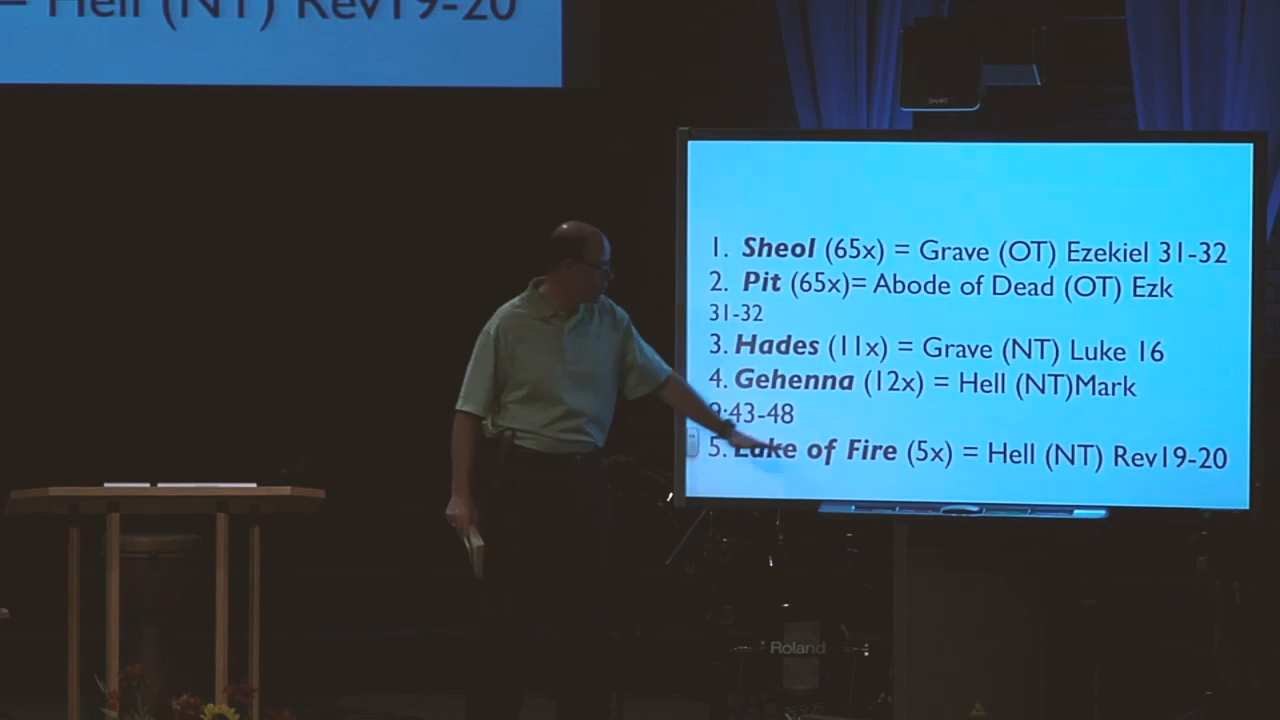 = Hell (NT) Rev19-20
SMART
1. Sheol (65x) = Grave (OT) Ezekiel 31-32
2. Pit (65x)= Abode of Dead (OT) Ezk
31-32
3. Hades (11x) = Grave (NT) Luke 16
4. Gehenna (12x) = Hell (NT)Mark
9:43-48
5. Lake of Fire (5x) = Hell (NT) Rev19-20
Roland